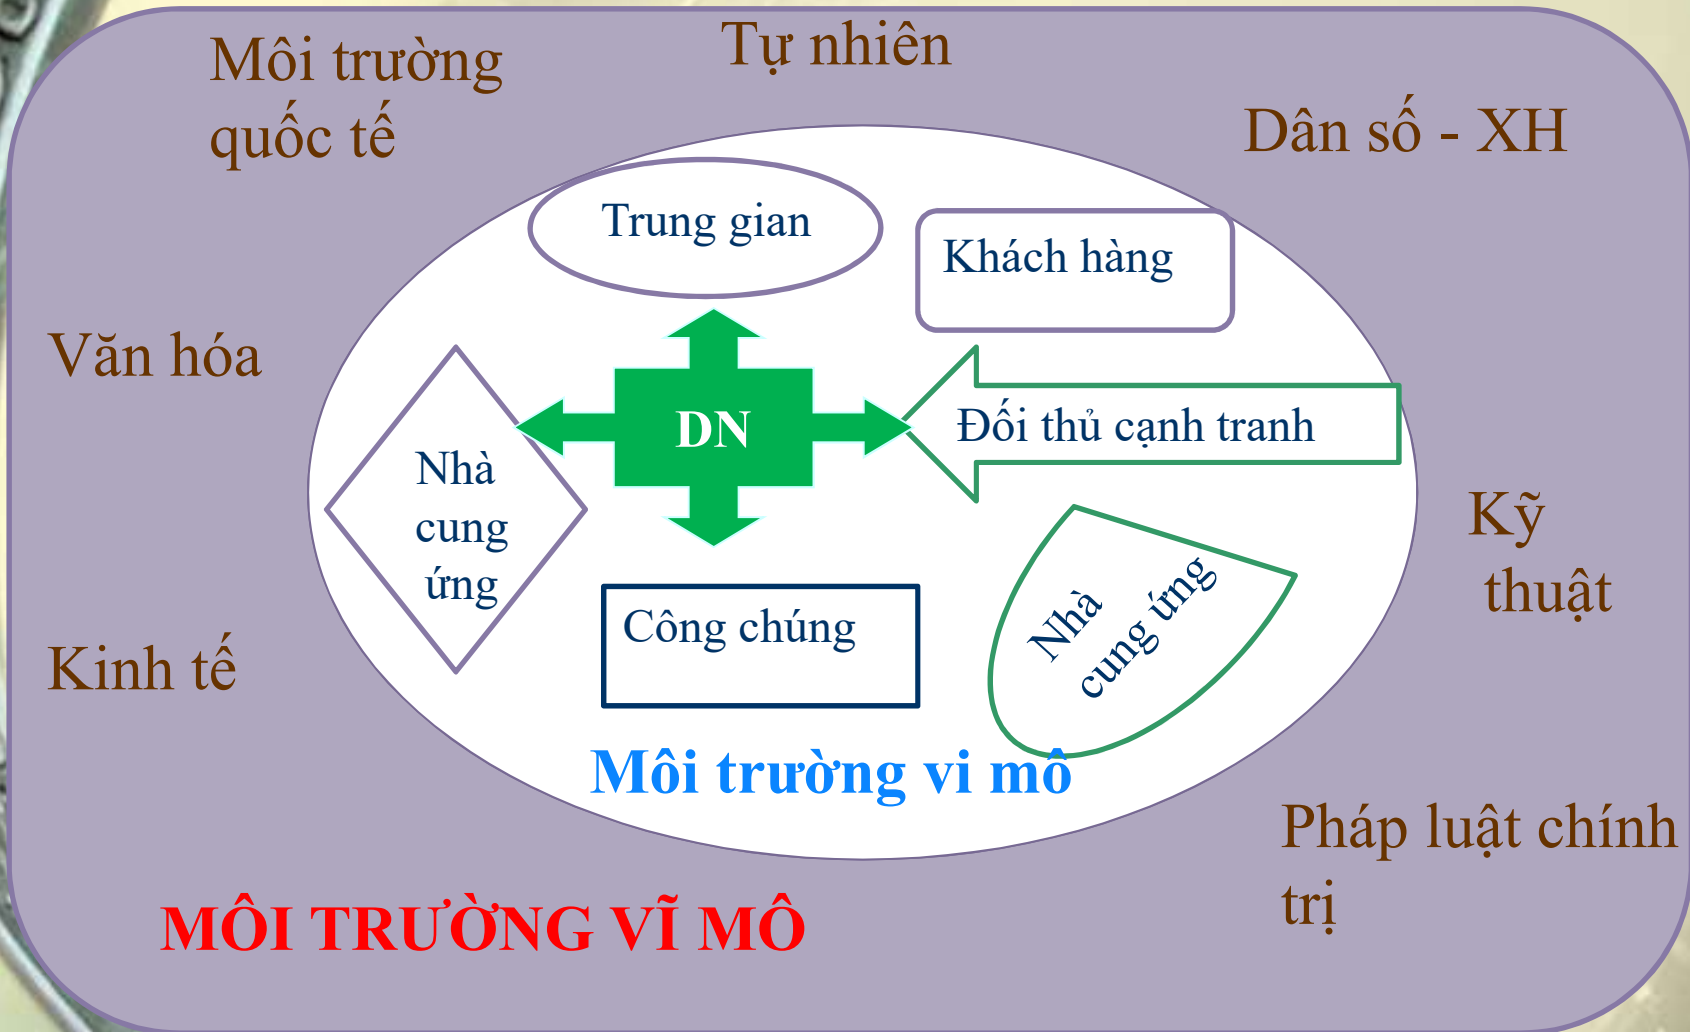 Môi trường
quốc tế
Tự nhiên
Dân số - XH
Trung gian
Khách hàng
Văn hóa
DN
Đối thủ cạnh tranh
Nhà
cung
ứng
Kỹ
thuật
Nhà
cung ứng
Công chúng
Kinh tế
Môi trường vi mô
Pháp luật chính
trị
MÔI TRƯỜNG VĨ MÔ